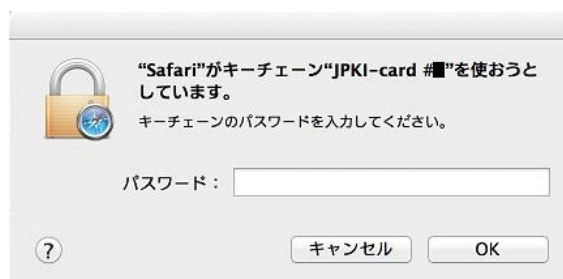 “Safari”がキーチェーン“JPKI-card #■”を使おうと
しています。
キーチェーンのパスワードを入力してください。
パスワード：
?
キャンセル
OK